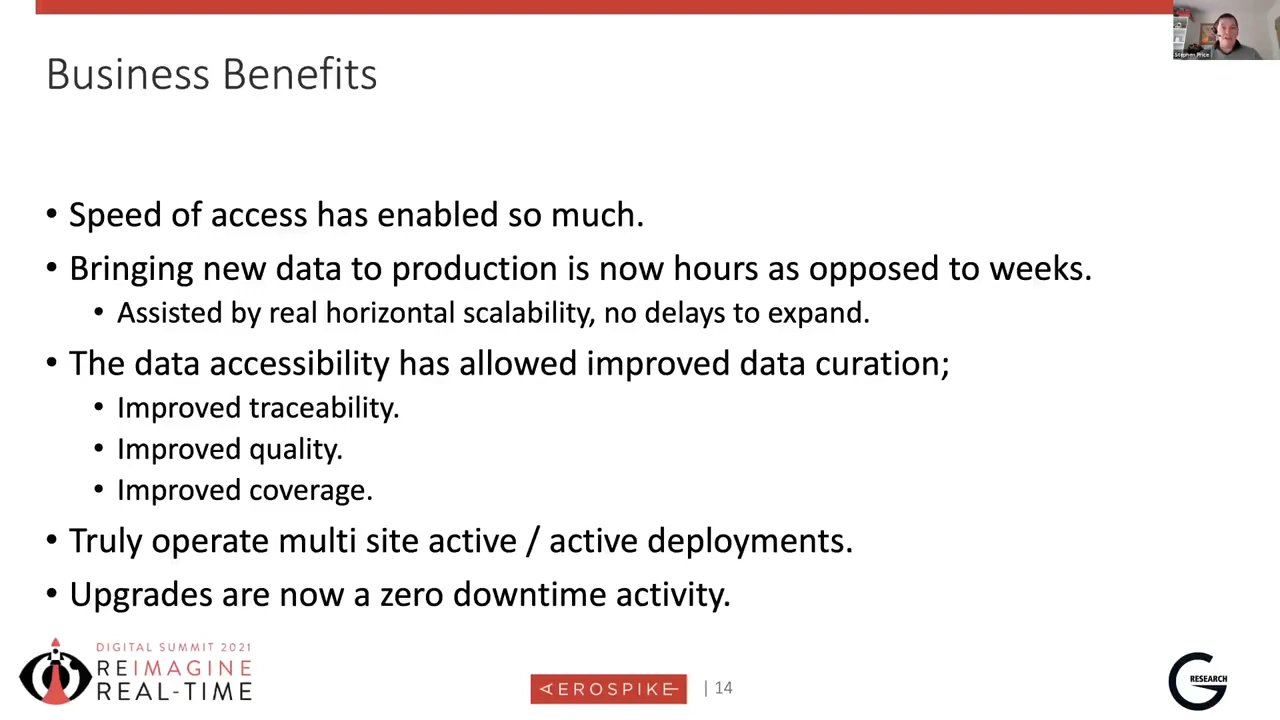 Stephen Price
Business Benefits
• Speed of access has enabled so much.
• Bringing new data to production is now hours as opposed to weeks.
• Assisted by real horizontal scalability, no delays to expand.
• The data accessibility has allowed improved data curation;
• Improved traceability.
• Improved quality.
• Improved coverage.
• Truly operate multi site active / active deployments.
• Upgrades are now a zero downtime activity.
DIGITAL SUMMIT 2021
REIMAGINE
REAL-TIME
AEROSPIKE
| 14
G RESEARCH